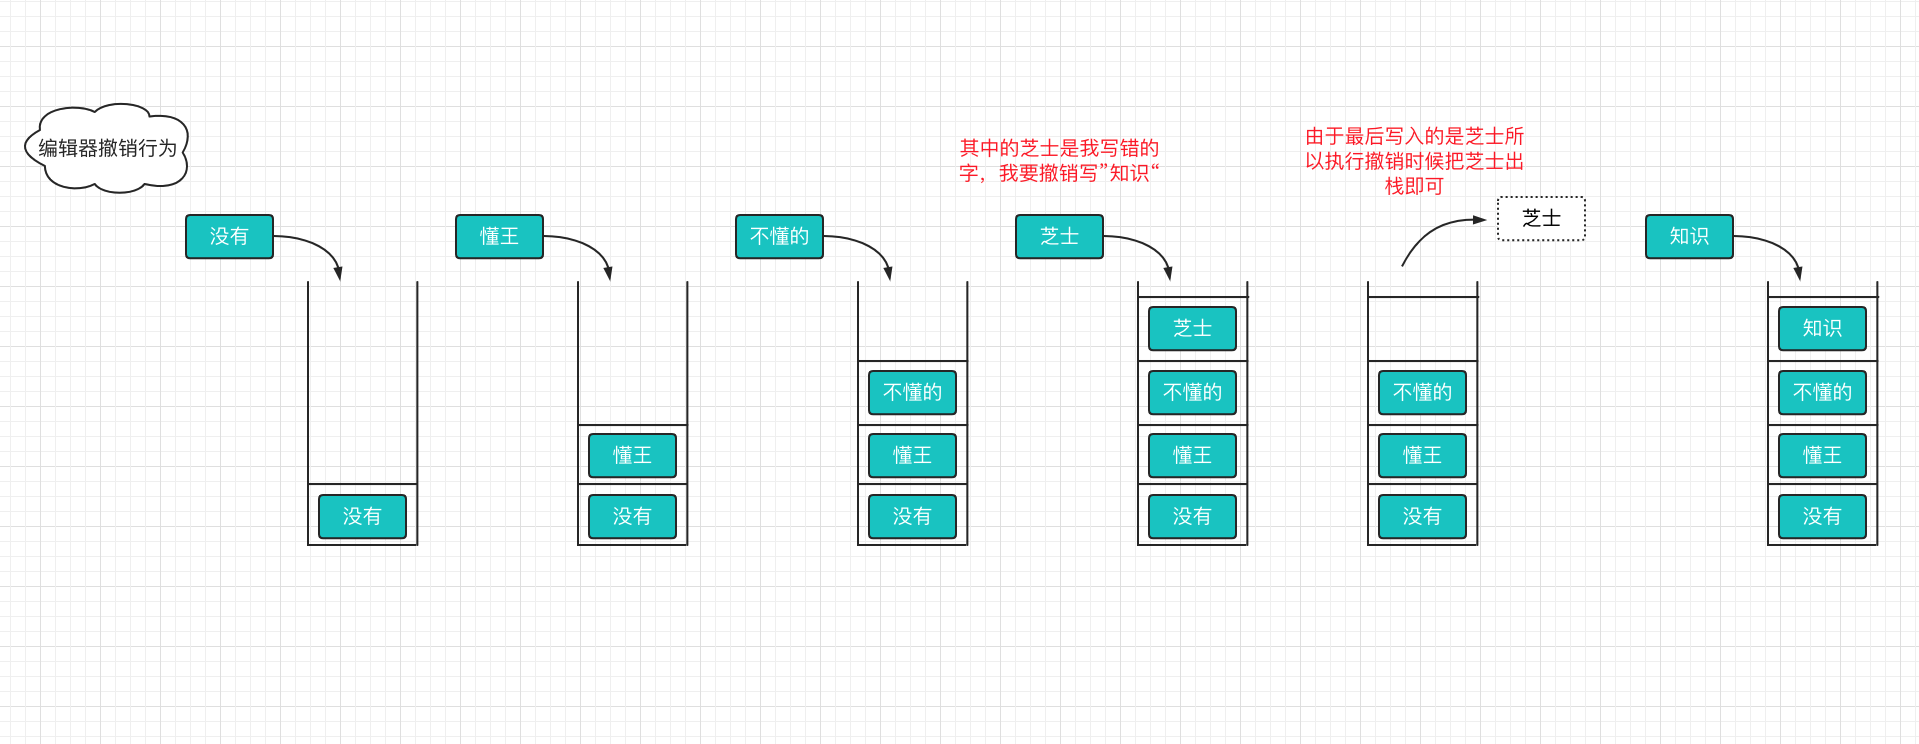 编辑器撤销行为
其中的芝士是我写错的
字，我要撤销写”知识“
由于最后写入的是芝士所
以执行撤销时候把芝士出
栈即可
没有
懂王
不懂的
芝士
芝士
知识
没有
懂王
没有
不懂的
懂王
没有
芝士
不懂的
懂王
没有
不懂的
懂王
没有
知识
不懂的
懂王
没有